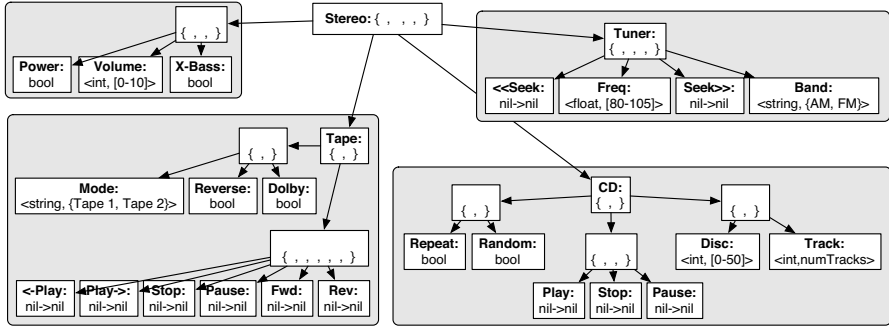 Stereo: { , , , }
{ , , }
Power:
bool
Volume:
<int, [0-10]>
X-Bass:
bool
Tuner:
{ , , , }
<<Seek:
nil->nil
Freq:
<float, [80-105]>
Seek>>:
nil->nil
Band:
<string, {AM, FM}>
Tape:
{ , }
{ , }
Mode:
<string, {Tape 1, Tape 2}>
Reverse:
bool
Dolby:
bool
{ , , , , , }
<-Play:
nil->nil
Play->:
nil->nil
Stop:
nil->nil
Pause:
nil->nil
Fwd:
nil->nil
Rev:
nil->nil
CD:
{ , }
{ , }
Repeat:
bool
Random:
bool
{ , , }
Play:
nil->nil
Stop:
nil->nil
Pause:
nil->nil
{ , }
Disc:
<int, [0-50]>
Track:
<int,numTracks>